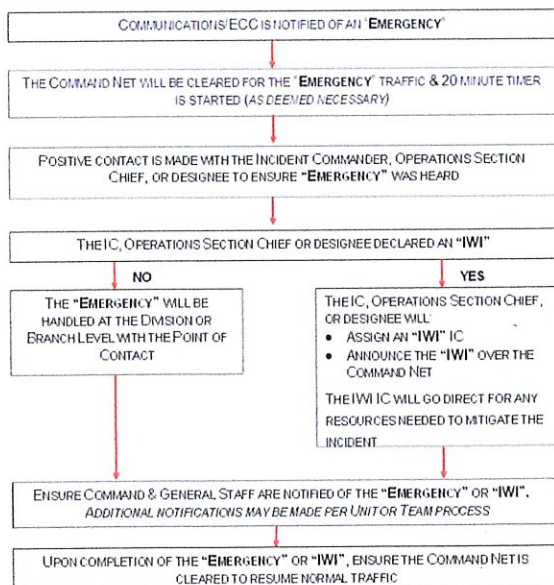 COMMUNICATIONS/ECC IS NOTIFIED OF AN "EMERGENCY"
THE COMMAND NET WILL BE CLEARED FOR THE "EMERGENCY" TRAFFIC & 20 MINUTE TIMER
IS STARTED (AS DEEMED NECESSARY)
POSITIVE CONTACT IS MADE WITH THE INCIDENT COMMANDER, OPERATIONS SECTION
CHIEF, OR DESIGNEE TO ENSURE "EMERGENCY" WAS HEARD
THE IC, OPERATIONS SECTION CHIEF OR DESIGNEE DECLARED AN "IWI"
NO
THE "EMERGENCY" WILL BE
HANDLED AT THE DIVISION OR
BRANCH LEVEL WITH THE POINT OF
CONTACT
YES
THE IC, OPERATIONS SECTION CHIEF,
OR DESIGNEE WILL:
• ASSIGN AN "IWI" IC
• ANNOUNCE THE "IWI" OVER THE
COMMAND NET
THE IWI IC WILL GO DIRECT FOR ANY
RESOURCES NEEDED TO MITIGATE THE
INCIDENT
ENSURE COMMAND & GENERAL STAFF ARE NOTIFIED OF THE "EMERGENCY" OR "IWI".
ADDITIONAL NOTIFICATIONS MAY BE MADE PER UNIT OR TEAM PROCESS
UPON COMPLETION OF THE "EMERGENCY" OR "IWI", ENSURE THE COMMAND NET IS
CLEARED TO RESUME NORMAL TRAFFIC